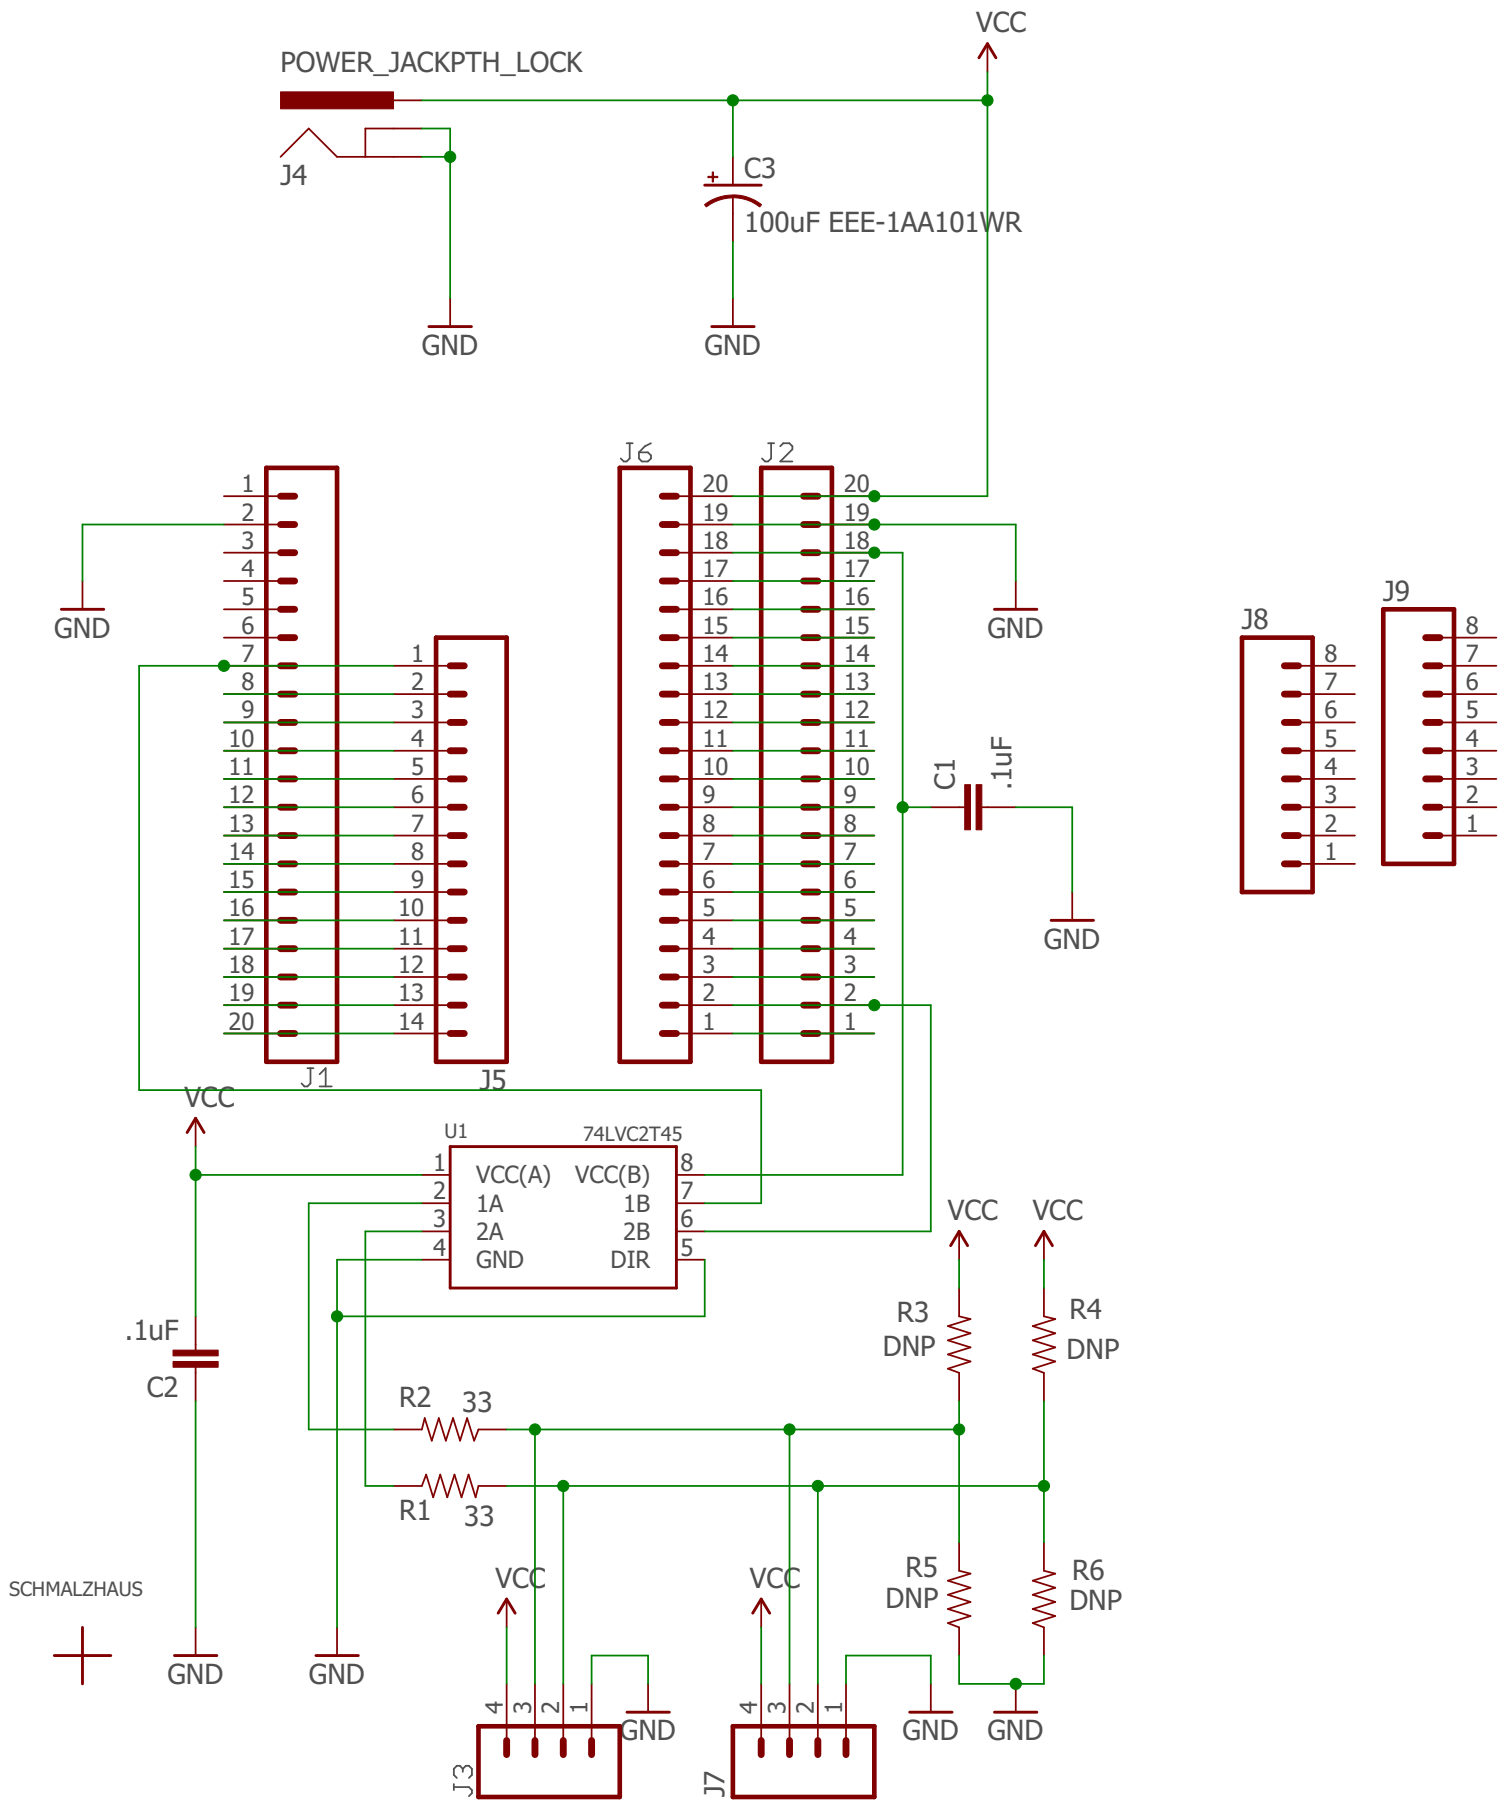 VCC
POWER_JACKPTH_LOCK
J4
+
C3
100uF EEE-1AA101WR
GND
GND
J6
J2
1
2
3
4
5
6
7
8
9
10
11
12
13
14
15
16
17
18
19
20
J1
GND
1
2
3
4
5
6
7
8
9
10
11
12
13
14
J5
20
19
18
17
16
15
14
13
12
11
10
9
8
7
6
5
4
3
2
1
20
19
18
17
16
15
14
13
12
11
10
9
8
7
6
5
4
3
2
1
GND
C1
.1uF
GND
J8
8
7
6
5
4
3
2
1
J9
8
7
6
5
4
3
2
1
VCC
U1
74LVC2T45
1
VCC(A)
VCC(B)
8
2
1A
1B
7
3
2A
2B
6
4
GND
DIR
5
VCC
VCC
R3
DNP
R4
DNP
.1uF
C2
R2
33
R1
33
R5
DNP
R6
DNP
SCHMALZHAUS
VCC
VCC
GND
GND
4
3
2
1
GND
J3
4
3
2
1
GND
GND
J7